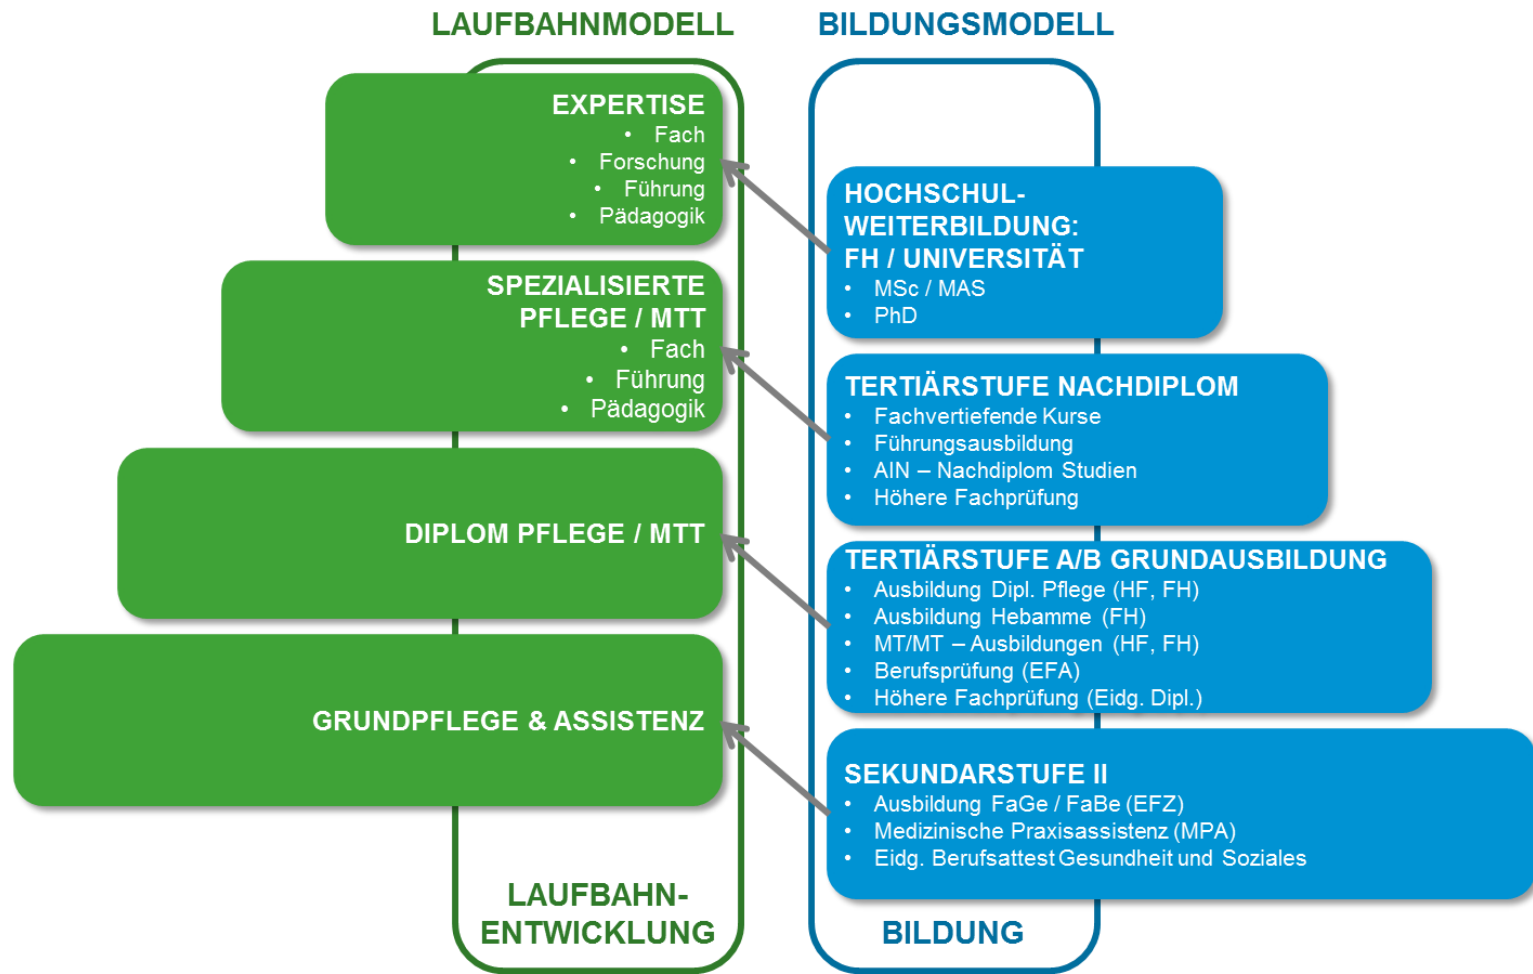 LAUFBAHNMODELL
EXPERTISE
• Fach
• Forschung
• Führung
• Pädagogik
SPEZIALISIERTE
PFLEGE / MTT
• Fach
• Führung
• Pädagogik
DIPLOM PFLEGE / MTT
GRUNDPFLEGE & ASSISTENZ
LAUFBAHN-
ENTWICKLUNG
BILDUNGSMODELL
HOCHSCHUL-
WEITERBILDUNG:
FH / UNIVERSITÄT
• MSc / MAS
• PhD
TERTIÄRSTUFE NACHDIPLOM
• Fachvertiefende Kurse
• Führungsausbildung
• AIN – Nachdiplom Studien
• Höhere Fachprüfung
TERTIÄRSTUFE A/B GRUNDAUSBILDUNG
• Ausbildung Dipl. Pflege (HF, FH)
• Ausbildung Hebamme (FH)
• MT/MT – Ausbildungen (HF, FH)
• Berufsprüfung (EFA)
• Höhere Fachprüfung (Eidg. Dipl.)
SEKUNDARSTUFE II
• Ausbildung FaGe / FaBe (EFZ)
• Medizinische Praxisassistenz (MPA)
• Eidg. Berufsattest Gesundheit und Soziales
BILDUNG